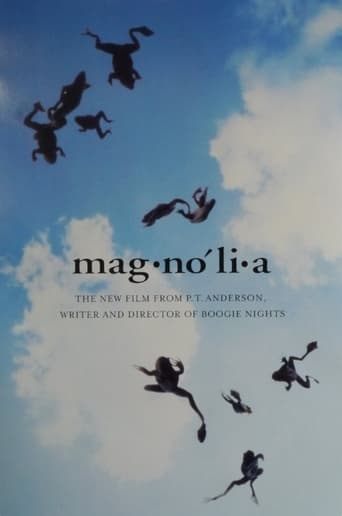 mag•no´li•a
THE NEW FILM FROM P.T. ANDERSON,
WRITER AND DIRECTOR OF BOOGIE NIGHTS